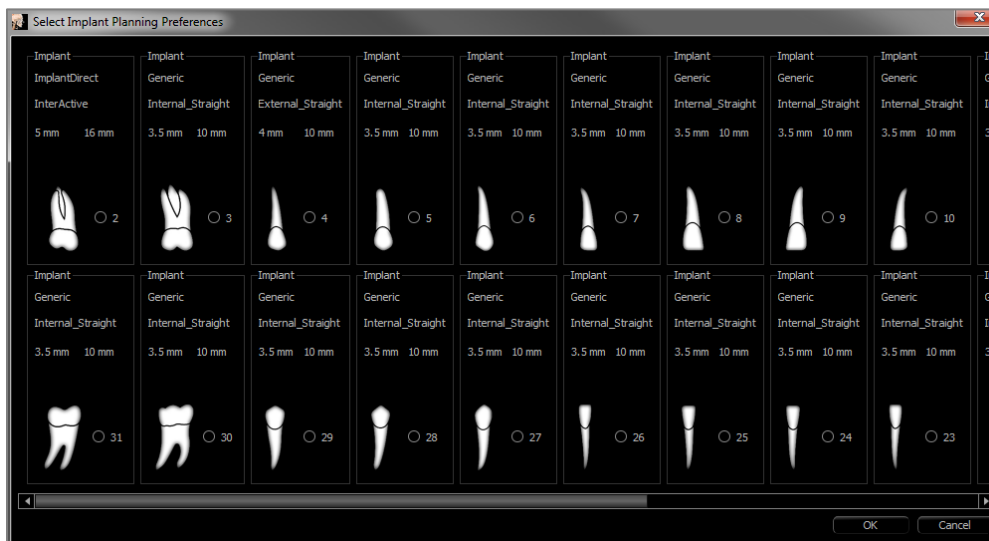 Select Implant Planning Preferences
Implant Implant Implant Implant Implant Implant Implant Implant Implant
ImplantDirect Generic Generic Generic Generic Generic Generic Generic Generic
InterActive Internal_Straight External_Straight Internal_Straight Internal_Straight Internal_Straight Internal_Straight Internal_Straight Internal_Straight
5 mm 16 mm 3.5 mm 10 mm 4 mm 10 mm 3.5 mm 10 mm 3.5 mm 10 mm 3.5 mm 10 mm 3.5 mm 10 mm 3.5 mm 10 mm 3.5 mm 10 mm
2 3 4 5 6 7 8 9 10
Implant Implant Implant Implant Implant Implant Implant Implant Implant
Generic Generic Generic Generic Generic Generic Generic Generic Generic
Internal_Straight Internal_Straight Internal_Straight Internal_Straight Internal_Straight Internal_Straight Internal_Straight Internal_Straight Internal_Straight
3.5 mm 10 mm 3.5 mm 10 mm 3.5 mm 10 mm 3.5 mm 10 mm 3.5 mm 10 mm 3.5 mm 10 mm 3.5 mm 10 mm 3.5 mm 10 mm 3.5 mm 10 mm
31 30 29 28 27 26 25 24 23
OK Cancel